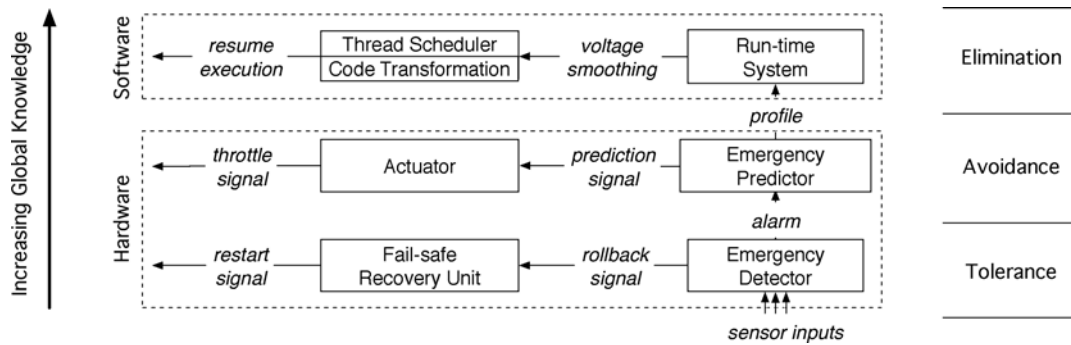 Increasing Global Knowledge
Software
resume
execution
Thread Scheduler
Code Transformation
voltage
smoothing
Run-time
System
Elimination
profile
Hardware
throttle
signal
Actuator
prediction
signal
Emergency
Predictor
Avoidance
alarm
restart
signal
Fail-safe
Recovery Unit
rollback
signal
Emergency
Detector
Tolerance
sensor inputs